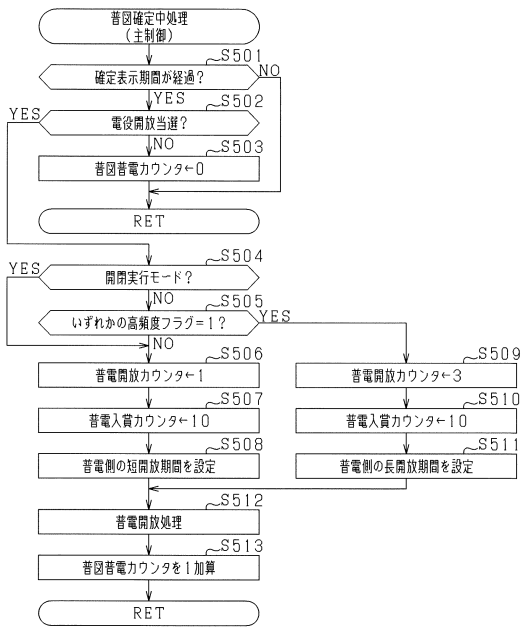 普図確定中処理
（主制御）
S501
確定表示期間が経過？
NO
YES
S502
電役開放当選？
YES
NO
S503
普図普電カウンタ←0
RET
S504
開閉実行モード？
YES
NO
S505
いずれかの高頻度フラグ＝1？
YES
NO
S506
普電開放カウンタ←1
S507
普電入賞カウンタ←10
S508
普電側の短開放期間を設定
S509
普電開放カウンタ←3
S510
普電入賞カウンタ←10
S511
普電側の長開放期間を設定
S512
普電開放処理
S513
普図普電カウンタを1加算
RET